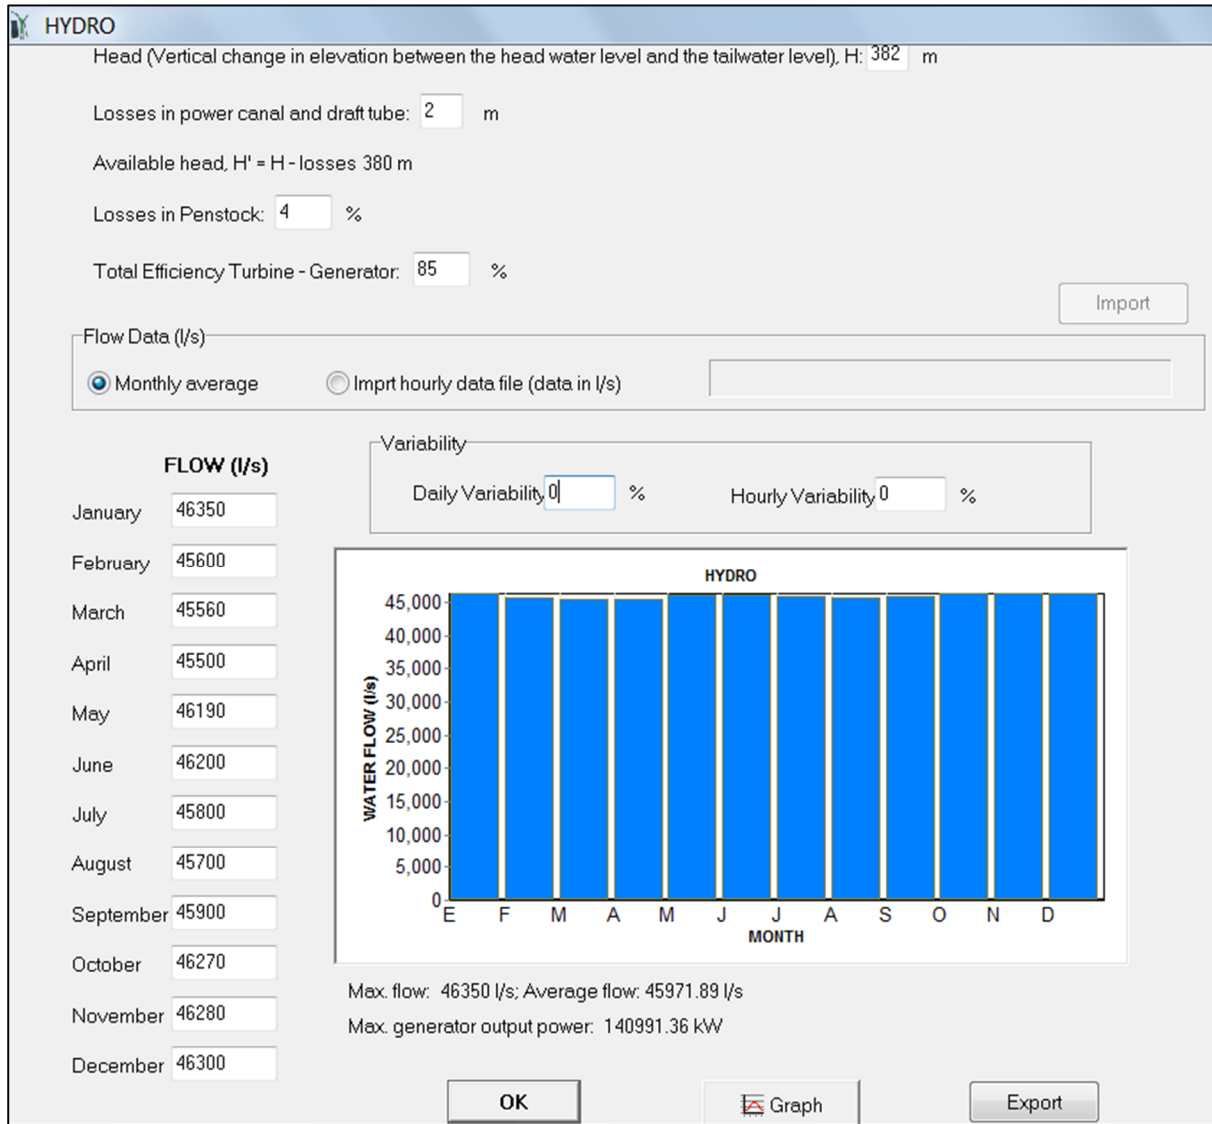 HYDRO
Head (Vertical change in elevation between the head water level and the tailwater level), H: 382 m
Losses in power canal and draft tube: 2 m
Available head, H' = H - losses 380 m
Losses in Penstock: 4 %
Total Efficiency Turbine - Generator: 85 %
Import
Flow Data (l/s)
Monthly average Imprt hourly data file (data in l/s)
Variability
FLOW (l/s)
Daily Variability 0 % Hourly Variability 0 %
January 46350
February 45600
March 45560
April 45500
May 46190
June 46200
July 45800
August 45700
September 45900
October 46270
November 46280
December 46300
HYDRO
WATER FLOW (l/s)
45,000
40,000
35,000
30,000
25,000
20,000
15,000
10,000
5,000
0
E F M A M J J A S O N D
MONTH
Max. flow: 46350 l/s; Average flow: 45971.89 l/s
Max. generator output power: 140991.36 kW
OK Graph Export